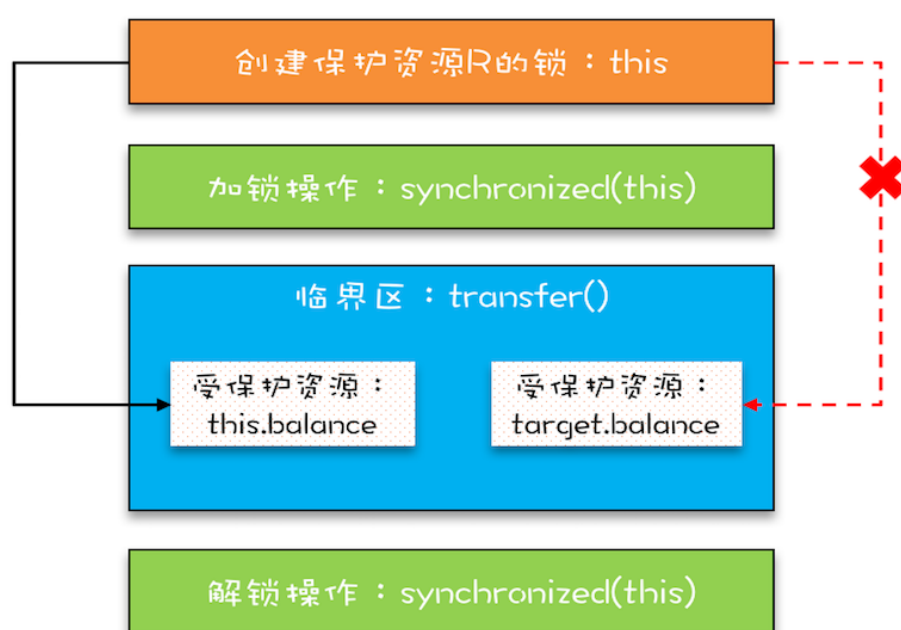 创建保护资源R的锁：this
加锁操作：synchronized(this)
临界区：transfer()
受保护资源：
this.balance
受保护资源：
target.balance
解锁操作：synchronized(this)